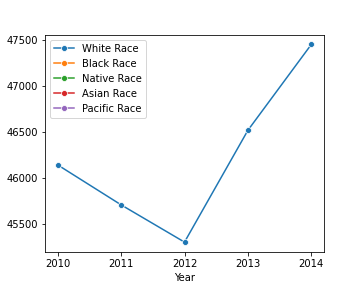 47500
47000
46500
46000
45500
White Race
Black Race
Native Race
Asian Race
Pacific Race
2010 2011 2012 2013 2014
Year